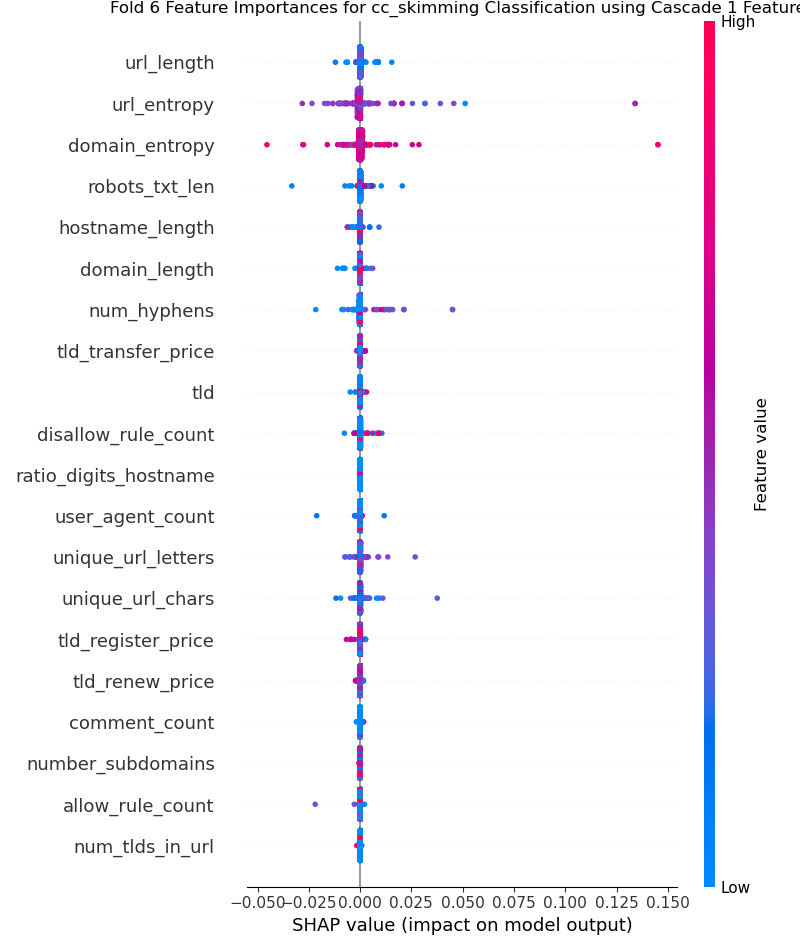 Fold 6 Feature Importances for cc_skimming Classification using Cascade 1 Feature
High
url_length
url_entropy
domain_entropy
robots_txt_len
hostname_length
domain_length
num_hyphens
tld_transfer_price
tld
disallow_rule_count
ratio_digits_hostname
user_agent_count
unique_url_letters
unique_url_chars
tld_register_price
tld_renew_price
comment_count
number_subdomains
allow_rule_count
num_tlds_in_url
Feature value
Low
−0.050 −0.025 0.000 0.025 0.050 0.075 0.100 0.125 0.150
SHAP value (impact on model output)